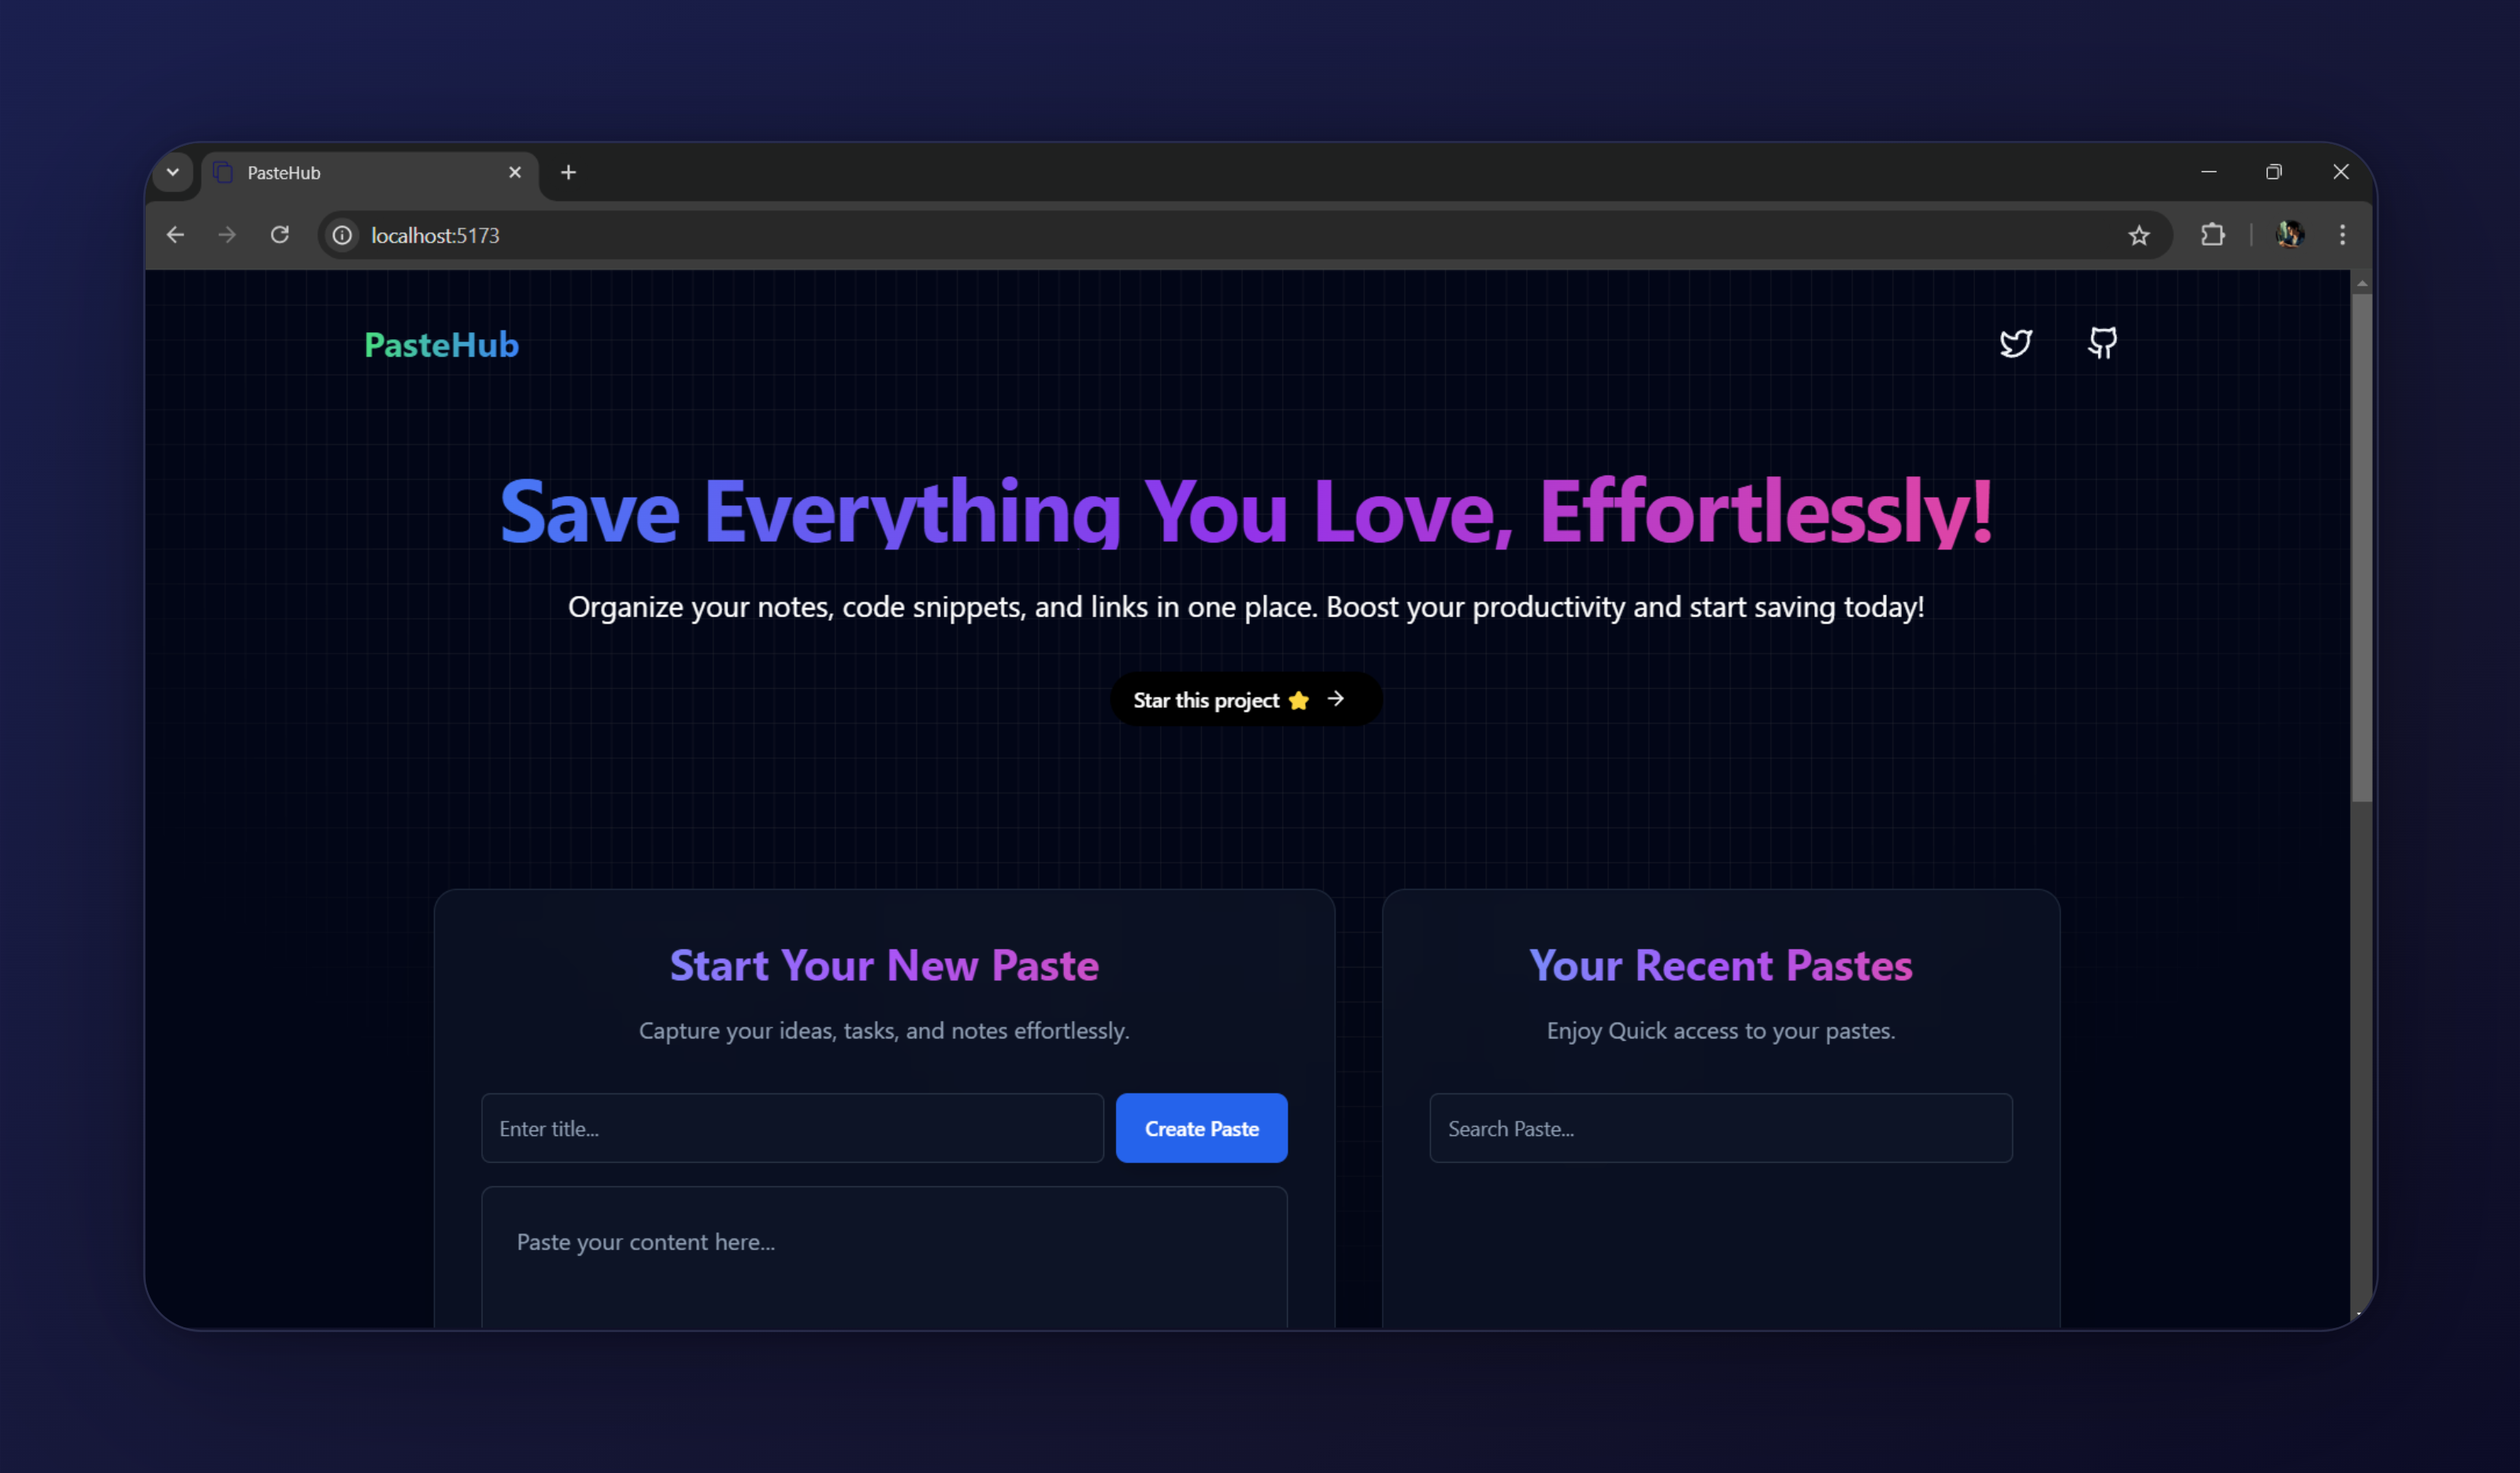 PasteHub
localhost:5173
PasteHub
Save Everything You Love, Effortlessly!
Organize your notes, code snippets, and links in one place. Boost your productivity and start saving today!
Star this project ⭐ →
Start Your New Paste
Capture your ideas, tasks, and notes effortlessly.
Enter title...
Create Paste
Paste your content here...
Your Recent Pastes
Enjoy Quick access to your pastes.
Search Paste...